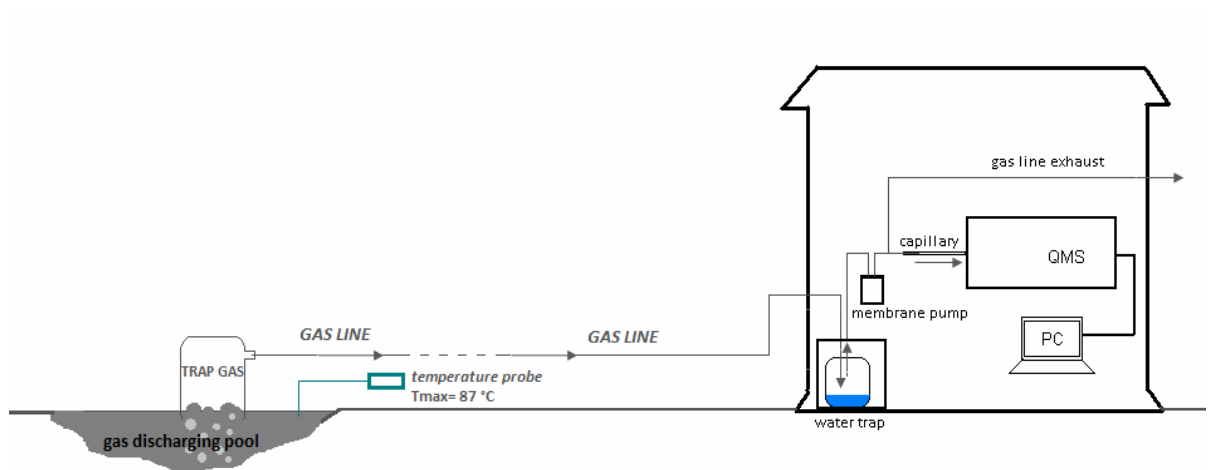 gas line exhaust
capillary
QMS
membrane pump
PC
GAS LINE
GAS LINE
TRAP GAS
temperature probe
Tmax= 87 °C
water trap
gas discharging pool